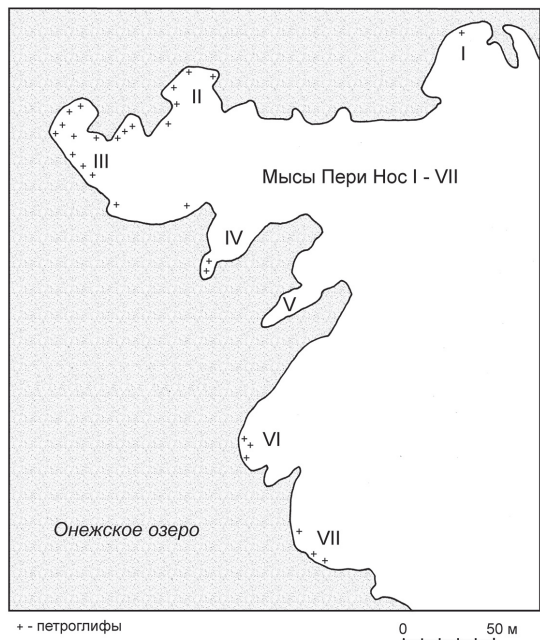 I
II
III
Мысы Пери Нос I - VII
IV
V
VI
Онежское озеро
VII
+ - петроглифы
0 50 м